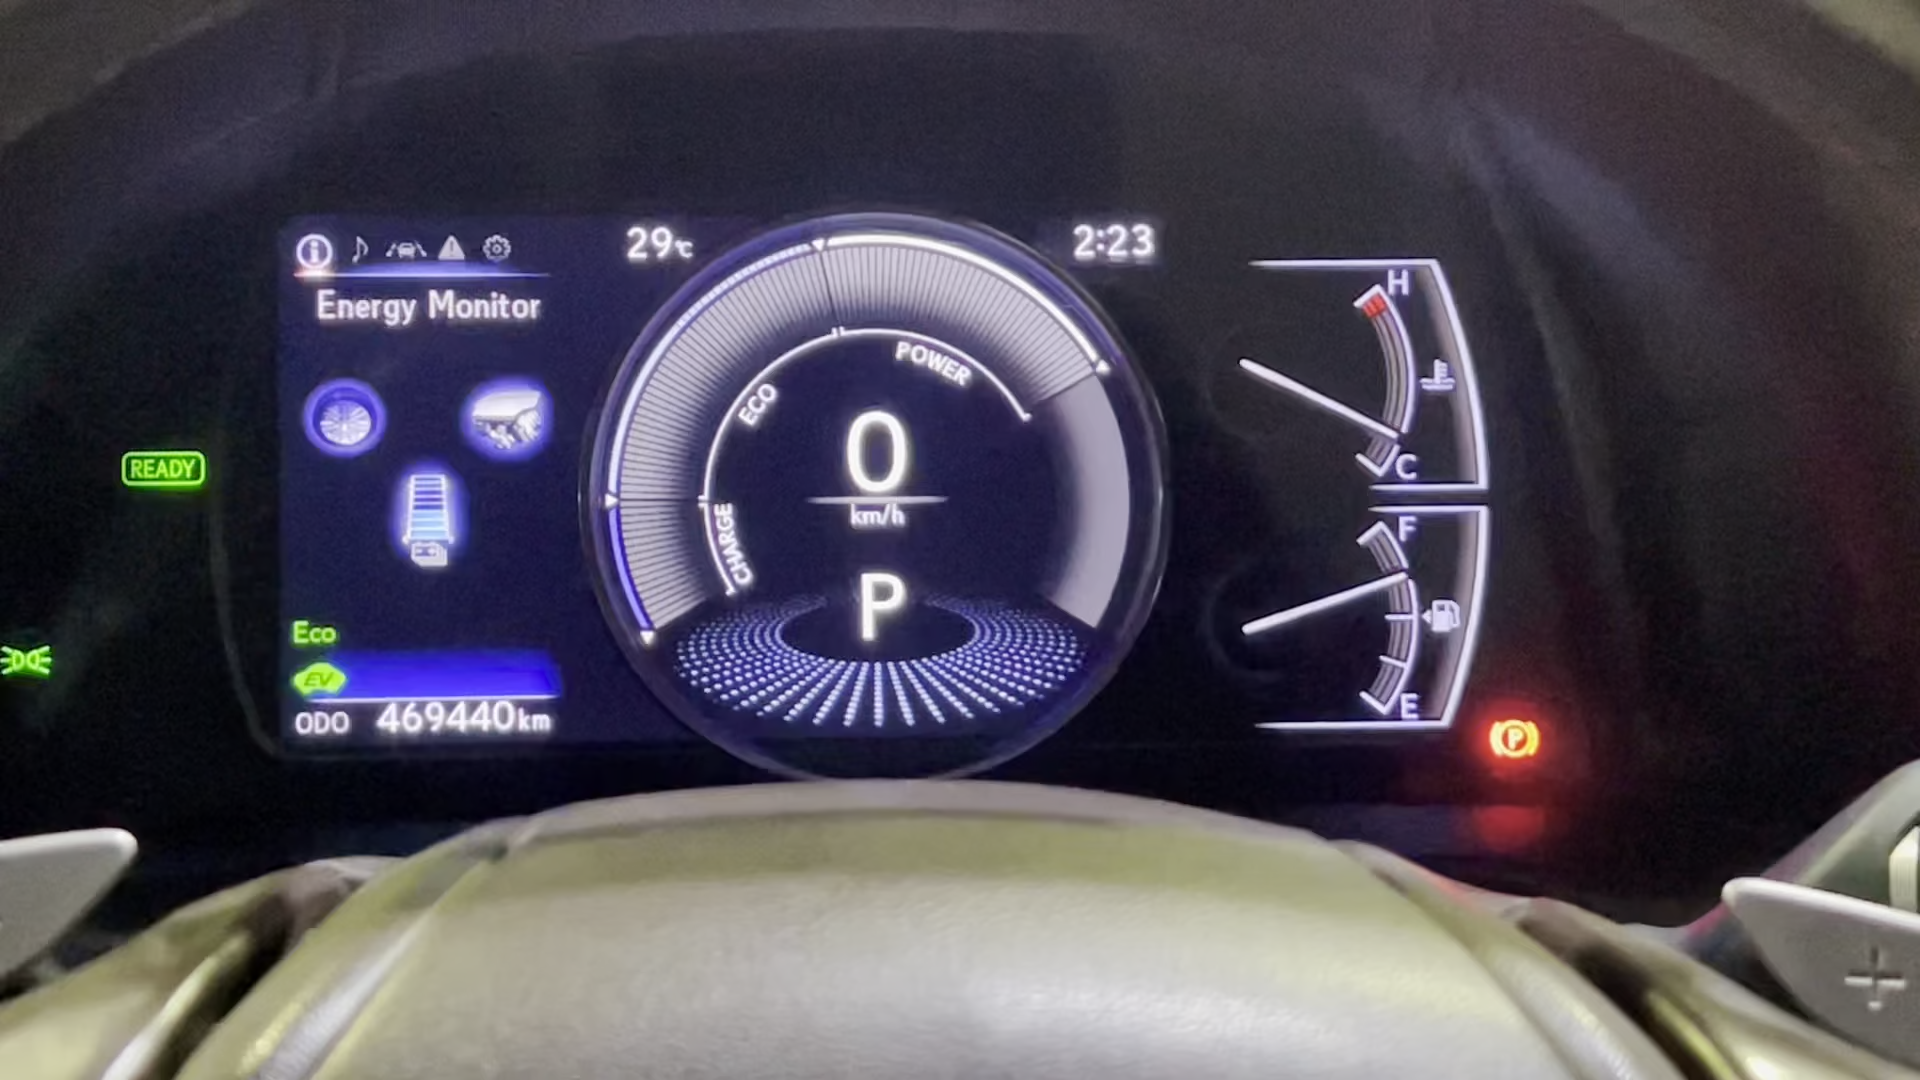 29°C
2:23
Energy Monitor
H
POWER
ECO
0
km/h
C
READY
CHARGE
F
P
Eco
EV
E
ODO 469440km
P